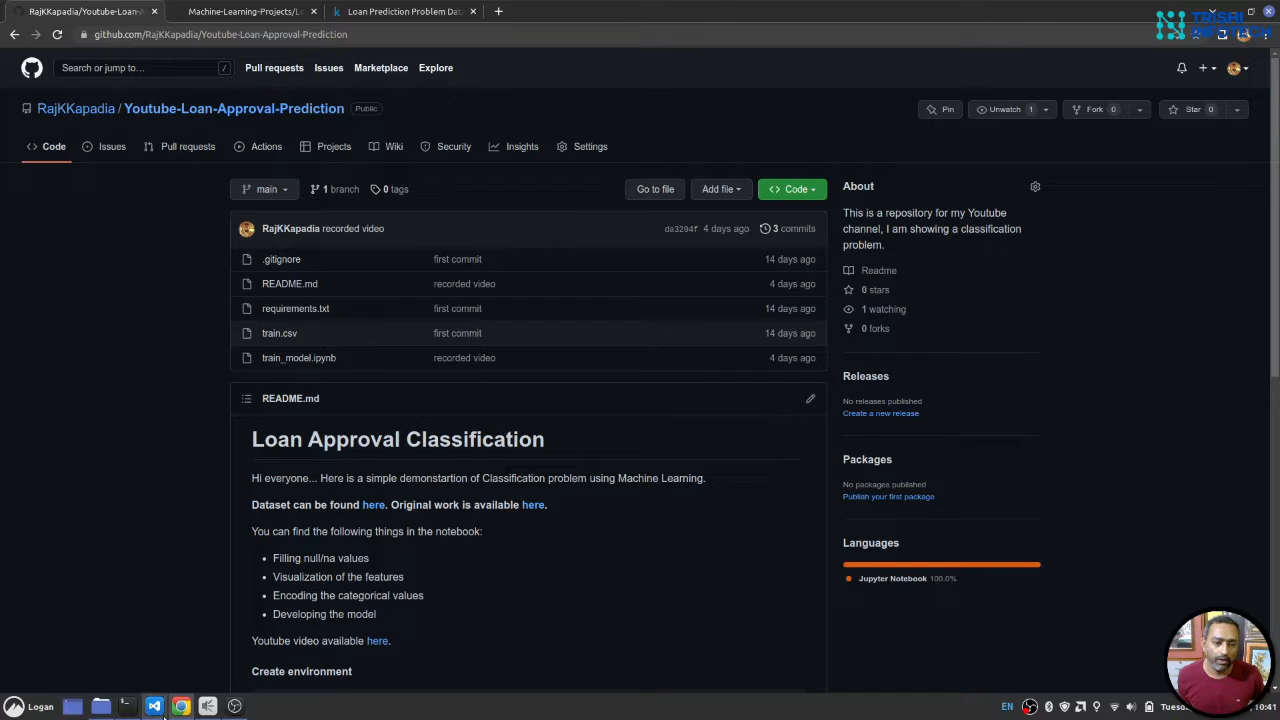 RajKKapadia/Youtube-Loan-A
Machine-Learning-Projects/Lo
Loan Prediction Problem Dat
TRISAI
INFOTECH
github.com/RajKKapadia/Youtube-Loan-Approval-Prediction
Search or jump to…
/
Pull requests
Issues
Marketplace
Explore
RajKKapadia / Youtube-Loan-Approval-Prediction
Public
Pin
Unwatch 1
Fork 0
Star 0
Code
Issues
Pull requests
Actions
Projects
Wiki
Security
Insights
Settings
main
1 branch
0 tags
Go to file
Add file
Code
RajKKapadia recorded video
da3204f 4 days ago
3 commits
.gitignore
first commit
14 days ago
README.md
recorded video
4 days ago
requirements.txt
first commit
14 days ago
train.csv
first commit
14 days ago
train_model.ipynb
recorded video
4 days ago
README.md
Loan Approval Classification
Hi everyone... Here is a simple demonstartion of Classification problem using Machine Learning.
Dataset can be found here. Original work is available here.
You can find the following things in the notebook:
Filling null/na values
Visualization of the features
Encoding the categorical values
Developing the model
Youtube video available here.
Create environment
About
This is a repository for my Youtube
channel, I am showing a classification
problem.
Readme
0 stars
1 watching
0 forks
Releases
No releases published
Create a new release
Packages
No packages published
Publish your first package
Languages
Jupyter Notebook 100.0%
Logan
EN
Tuesda
10:41